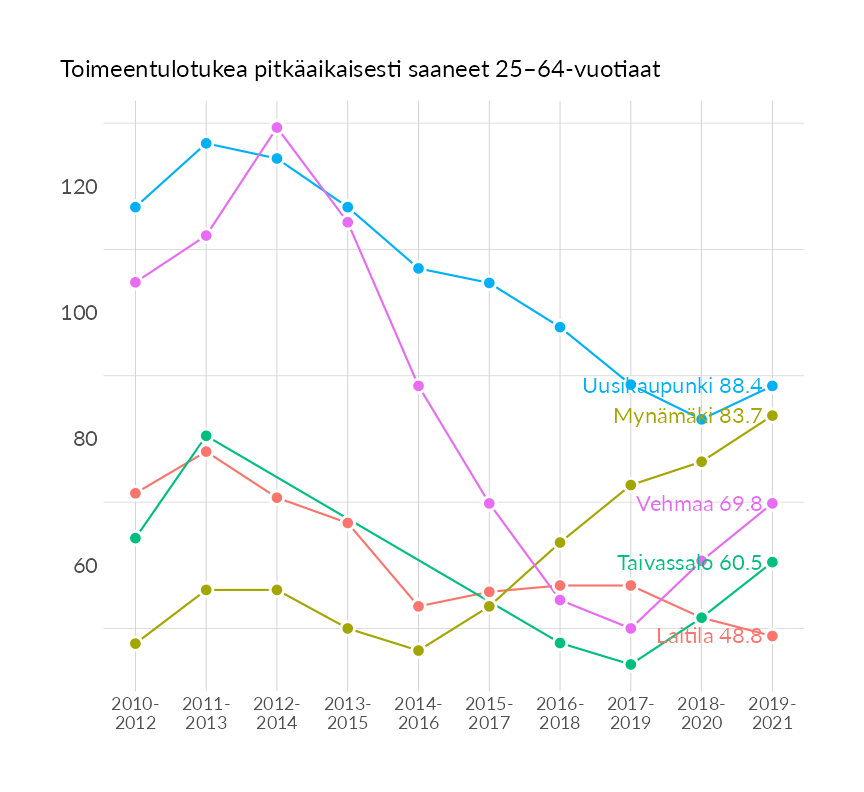 Toimeentulotukea pitkäaikaisesti saaneet 25–64-vuotiaat
120
100
80
60
Uusikaupunki 88.4
Mynämäki 83.7
Vehmaa 69.8
Taivassalo 60.5
Laitila 48.8
2010- 2011- 2012- 2013- 2014- 2015- 2016- 2017- 2018- 2019-
2012 2013 2014 2015 2016 2017 2018 2019 2020 2021